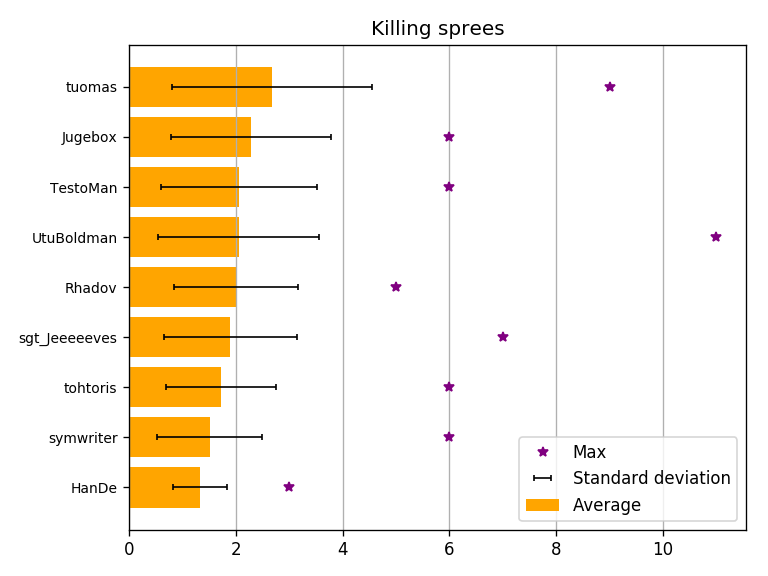 Killing sprees
tuomas
Jugebox
TestoMan
UtuBoldman
Rhadov
sgt_Jeeeeeves
tohtoris
symwriter
HanDe
Max
Standard deviation
Average
0 2 4 6 8 10